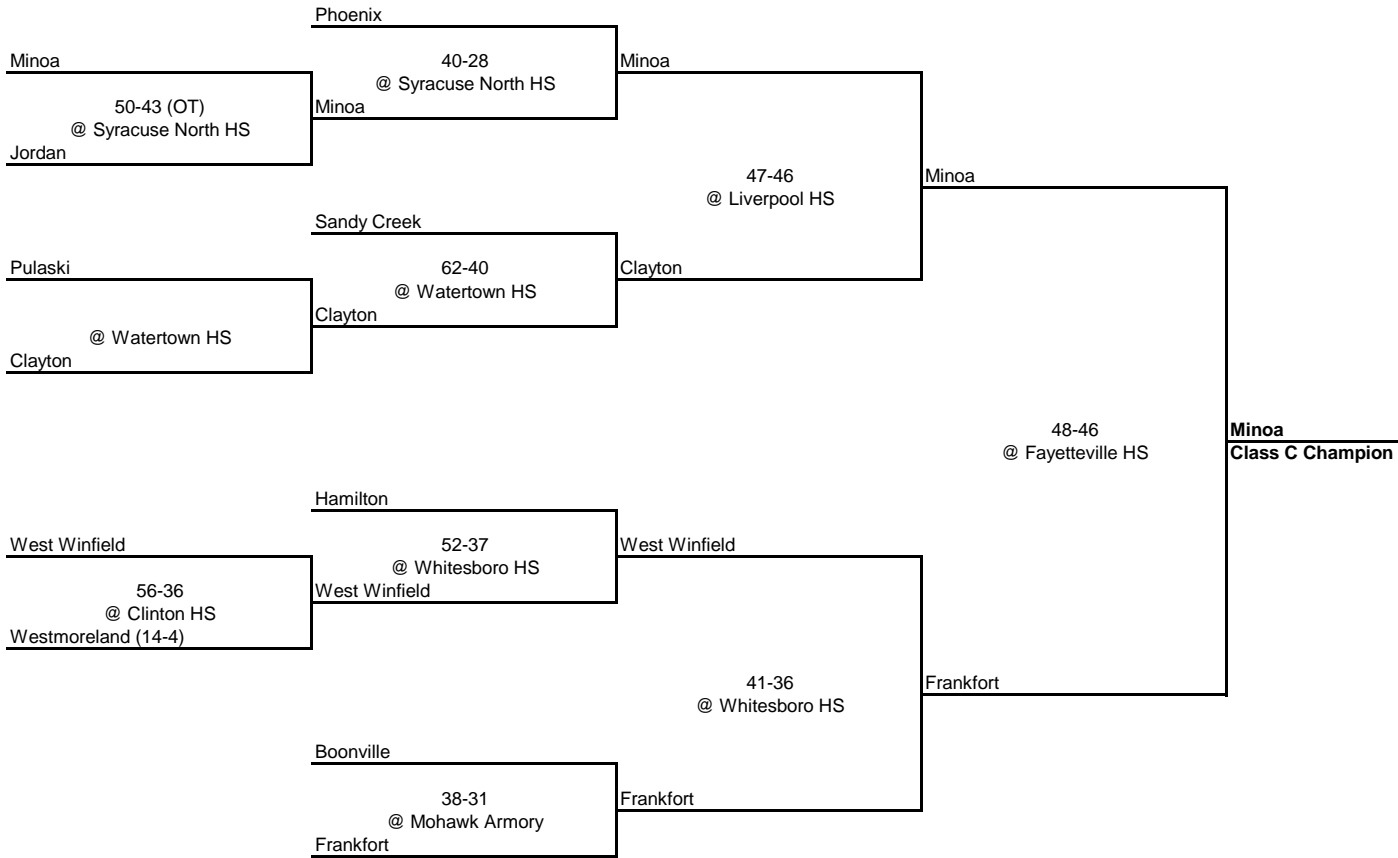 Phoenix
Minoa
40-28
Minoa
@ Syracuse North HS
50-43 (OT)
Minoa
@ Syracuse North HS
Jordan
47-46
Minoa
@ Liverpool HS
Sandy Creek
Pulaski
62-40
Clayton
@ Watertown HS
Clayton
@ Watertown HS
Clayton
48-46
Minoa
@ Fayetteville HS
Class C Champion
Hamilton
West Winfield
52-37
West Winfield
@ Whitesboro HS
56-36
West Winfield
@ Clinton HS
Westmoreland (14-4)
41-36
Frankfort
@ Whitesboro HS
Boonville
38-31
Frankfort
@ Mohawk Armory
Frankfort